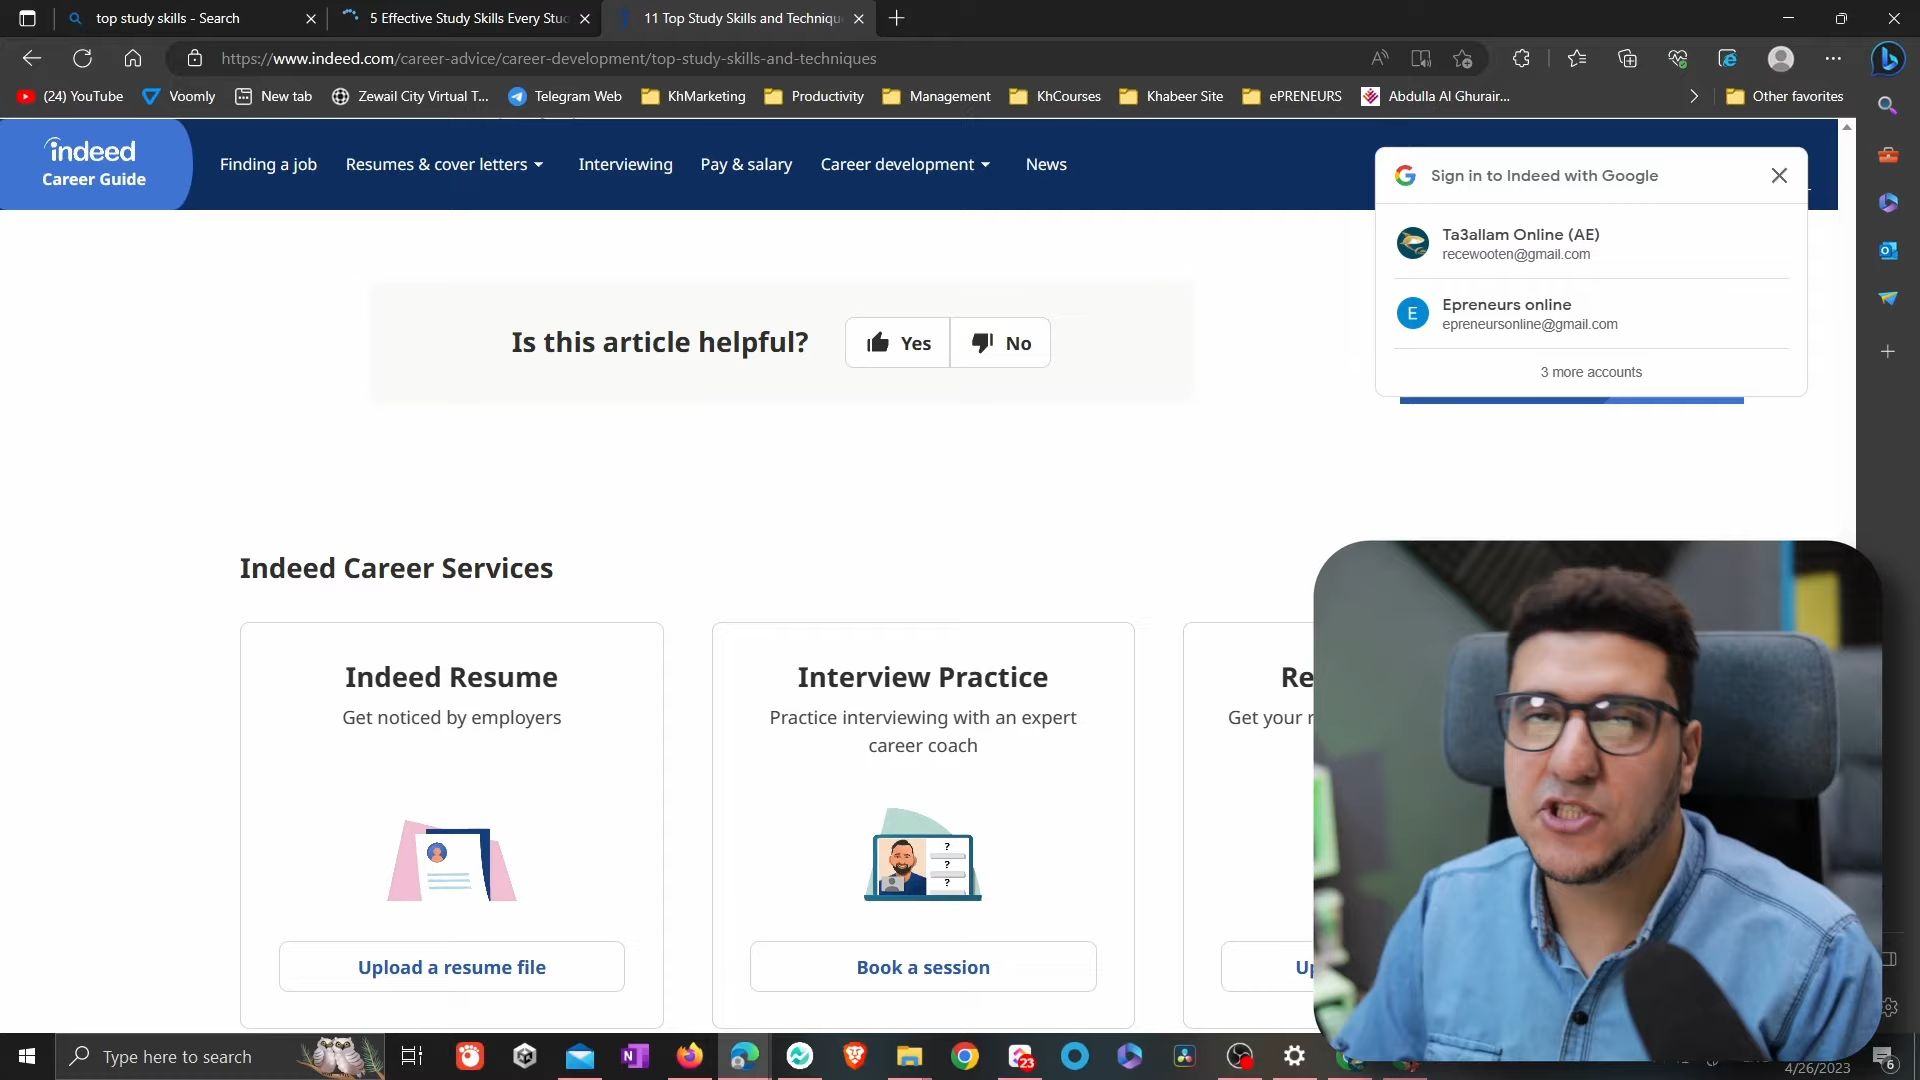 top study skills - Search
5 Effective Study Skills Every Stu
11 Top Study Skills and Techniqu
https://www.indeed.com/career-advice/career-development/top-study-skills-and-techniques
(24) YouTube
Voomly
New tab
Zewail City Virtual T...
Telegram Web
KhMarketing
Productivity
Management
KhCourses
Khabeer Site
ePRENEURS
Abdulla Al Ghurair...
Other favorites
indeed
Career Guide
Finding a job
Resumes & cover letters
Interviewing
Pay & salary
Career development
News
Sign in to Indeed with Google
Ta3allam Online (AE)
recewooten@gmail.com
E
Epreneurs online
epreneursonline@gmail.com
3 more accounts
Is this article helpful?
Yes
No
Indeed Career Services
Indeed Resume
Get noticed by employers
Upload a resume file
Interview Practice
Practice interviewing with an expert
career coach
? ? ?
Book a session
Re
Get your r
Up
Type here to search
23
4/26/2023
6